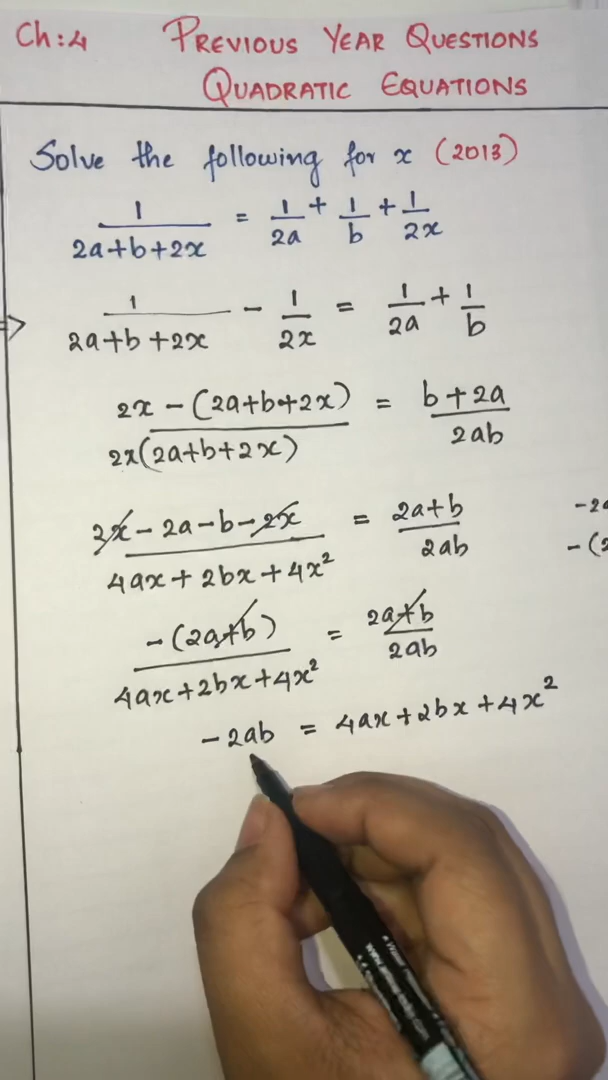 Ch:4 PREVIOUS YEAR QUESTIONS
QUADRATIC EQUATIONS
Solve the following for x (2013)
1/(2a+b+2x) = 1/2a + 1/b + 1/2x
⇒ 1/(2a+b+2x) - 1/2x = 1/2a + 1/b
(2x-(2a+b+2x))/(2x(2a+b+2x)) = (b+2a)/2ab
(2x-2a-b-2x)/(4ax+2bx+4x²) = (2a+b)/2ab
-(2a+b)/(4ax+2bx+4x²) = (2a+b)/2ab
-2ab = 4ax+2bx+4x²